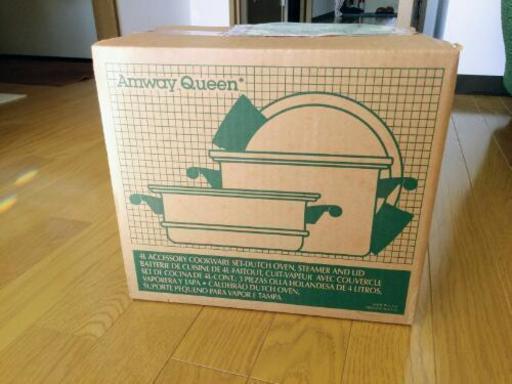 Amway Queen®
4L ACCESSORY COOKWARE SET-DUTCH OVEN, STEAMER AND LID
BATTERIE DE CUISINE DE 4L-FAITOUT, CUIT-VAPEUR AVEC COUVERCLE
SET DE COCINA DE 4L-CONT. 3 PIEZAS OLLA HOLANDESA DE 4 LITROS,
VAPORERA Y TAPA. • CALDEIRÃO DUTCH OVEN,
SUPORTE PEQUENO PARA VAPOR E TAMPA.